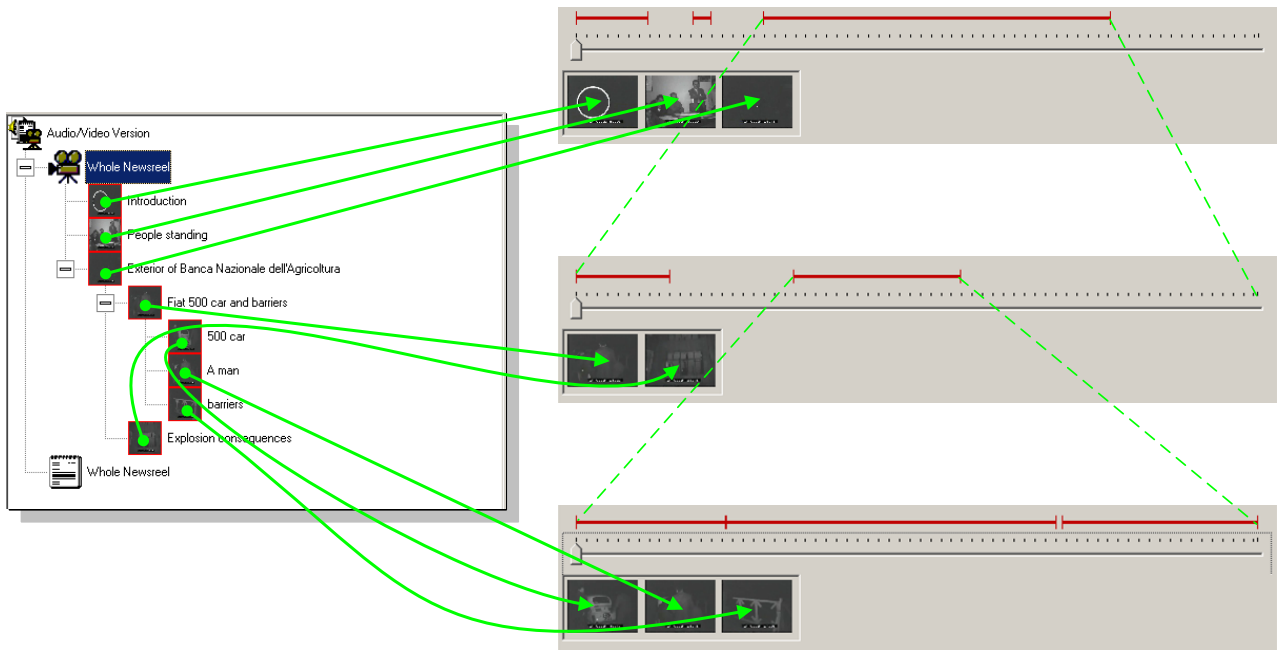 Audio/Video Version
Whole Newsreel
Introduction
People standing
Exterior of Banca Nazionale dell'Agricoltura
Fiat 500 car and barriers
500 car
A man
barriers
Explosion consequences
Whole Newsreel